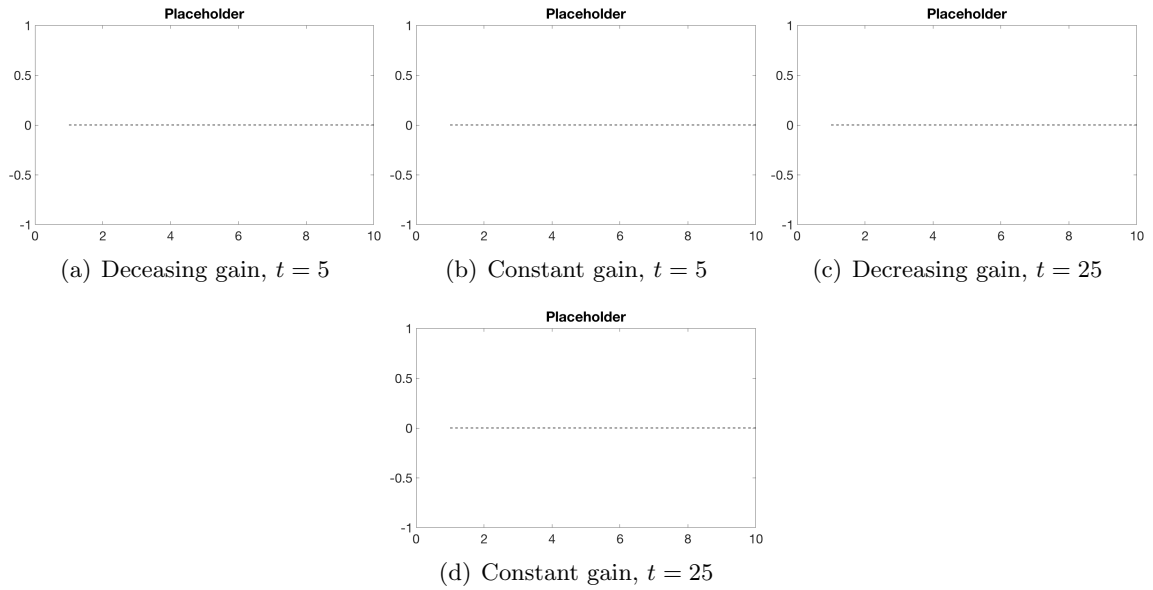 Placeholder Placeholder Placeholder
1 1 1
0.5 0.5 0.5
0 0 0
-0.5 -0.5 -0.5
-1 -1 -1
0 2 4 6 8 10 0 2 4 6 8 10 0 2 4 6 8 10
(a) Deceasing gain, t = 5 (b) Constant gain, t = 5 (c) Decreasing gain, t = 25
Placeholder
1
0.5
0
-0.5
-1
0 2 4 6 8 10
(d) Constant gain, t = 25